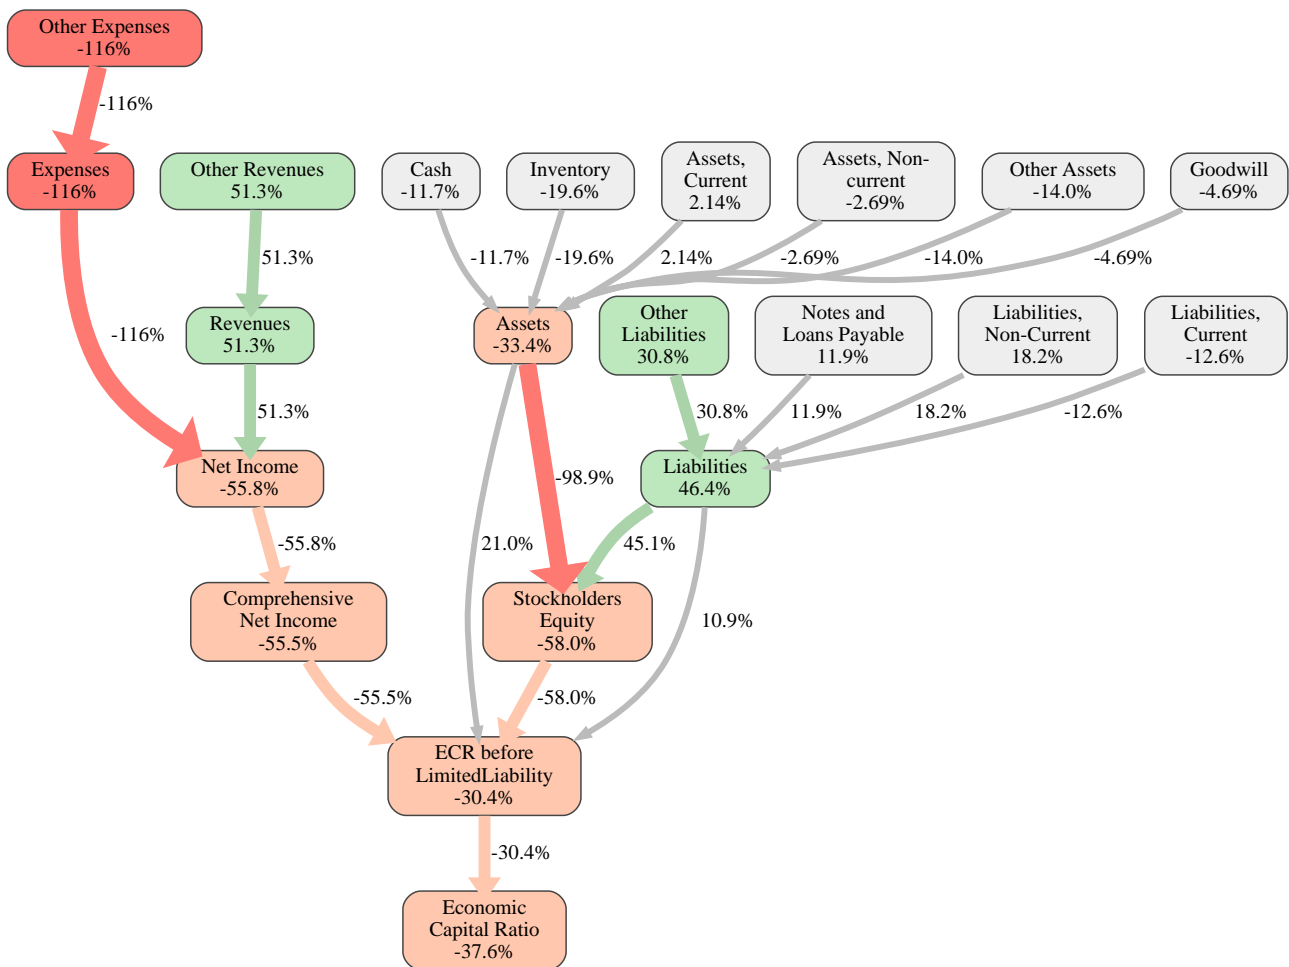 Other Expenses
-116%
-116%
Expenses
-116%
Other Revenues
51.3%
Cash
-11.7%
Inventory
-19.6%
Assets,
Current
2.14%
Assets, Non-
current
-2.69%
Other Assets
-14.0%
Goodwill
-4.69%
51.3%
-11.7%
-19.6%
2.14%
-2.69%
-14.0%
-4.69%
-116%
Revenues
51.3%
Assets
-33.4%
Other
Liabilities
30.8%
Notes and
Loans Payable
11.9%
Liabilities,
Non-Current
18.2%
Liabilities,
Current
-12.6%
51.3%
30.8%
11.9%
18.2%
-12.6%
Net Income
-55.8%
-98.9%
Liabilities
46.4%
-55.8%
21.0%
45.1%
Comprehensive
Net Income
-55.5%
Stockholders
Equity
-58.0%
10.9%
-55.5%
-58.0%
ECR before
LimitedLiability
-30.4%
-30.4%
Economic
Capital Ratio
-37.6%